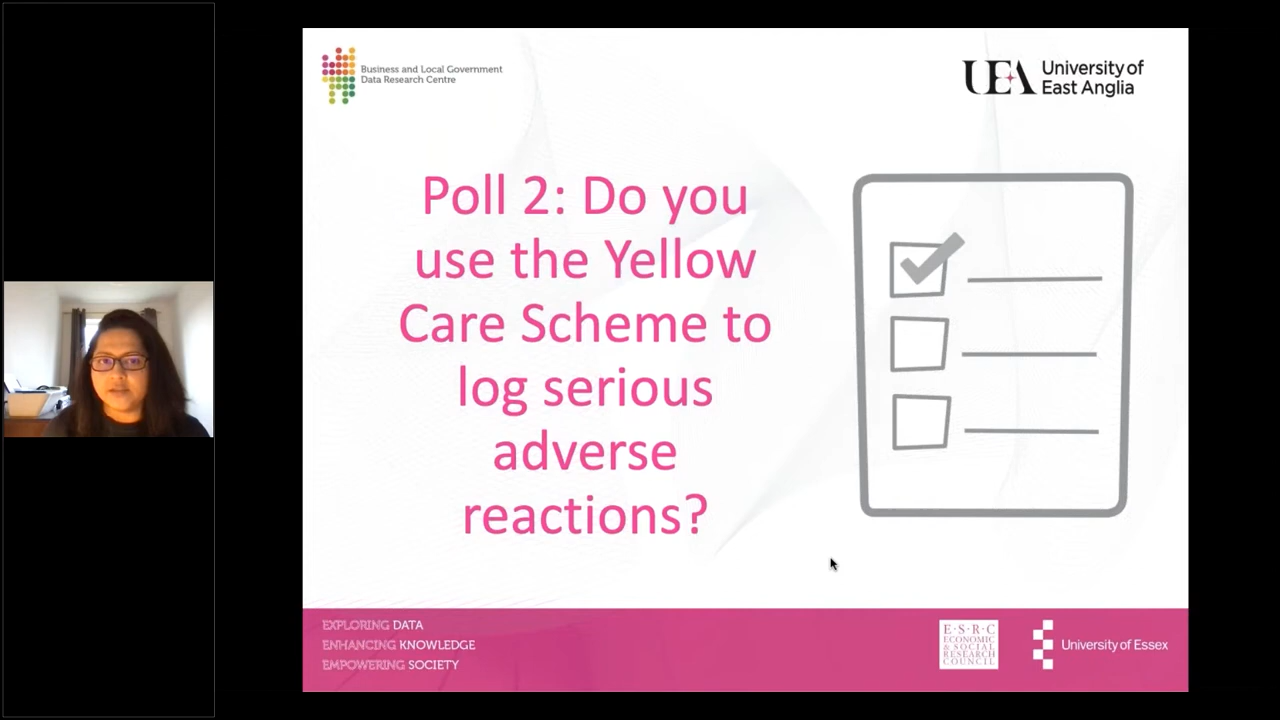 Business and Local Government
Data Research Centre
UEA University of
East Anglia
Poll 2: Do you
use the Yellow
Care Scheme to
log serious
adverse
reactions?
EXPLORING DATA
ENHANCING KNOWLEDGE
EMPOWERING SOCIETY
E·S·R·C
ECONOMIC
& SOCIAL
RESEARCH
COUNCIL
University of Essex